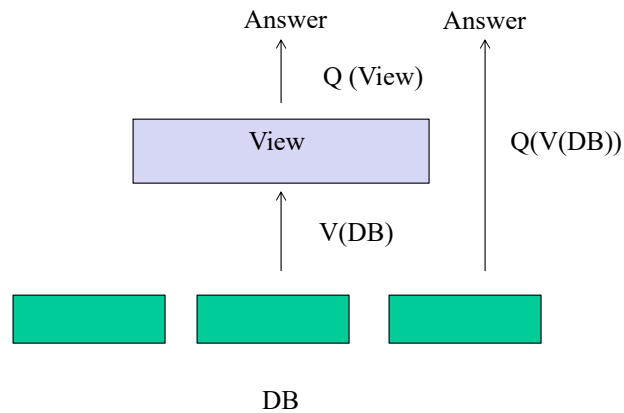 Answer
Answer
Q (View)
View
Q(V(DB))
V(DB)
DB